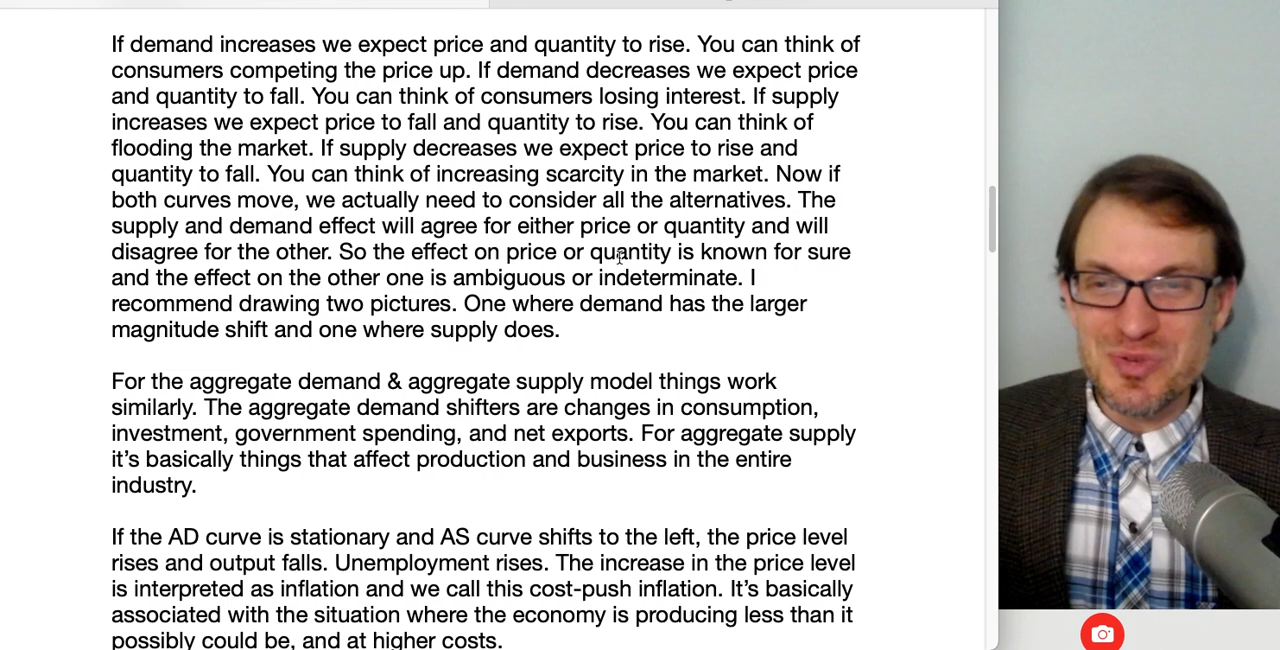 If demand increases we expect price and quantity to rise. You can think of
consumers competing the price up. If demand decreases we expect price
and quantity to fall. You can think of consumers losing interest. If supply
increases we expect price to fall and quantity to rise. You can think of
flooding the market. If supply decreases we expect price to rise and
quantity to fall. You can think of increasing scarcity in the market. Now if
both curves move, we actually need to consider all the alternatives. The
supply and demand effect will agree for either price or quantity and will
disagree for the other. So the effect on price or quantity is known for sure
and the effect on the other one is ambiguous or indeterminate. I
recommend drawing two pictures. One where demand has the larger
magnitude shift and one where supply does.
For the aggregate demand & aggregate supply model things work
similarly. The aggregate demand shifters are changes in consumption,
investment, government spending, and net exports. For aggregate supply
it’s basically things that affect production and business in the entire
industry.
If the AD curve is stationary and AS curve shifts to the left, the price level
rises and output falls. Unemployment rises. The increase in the price level
is interpreted as inflation and we call this cost-push inflation. It’s basically
associated with the situation where the economy is producing less than it
possibly could be, and at higher costs.